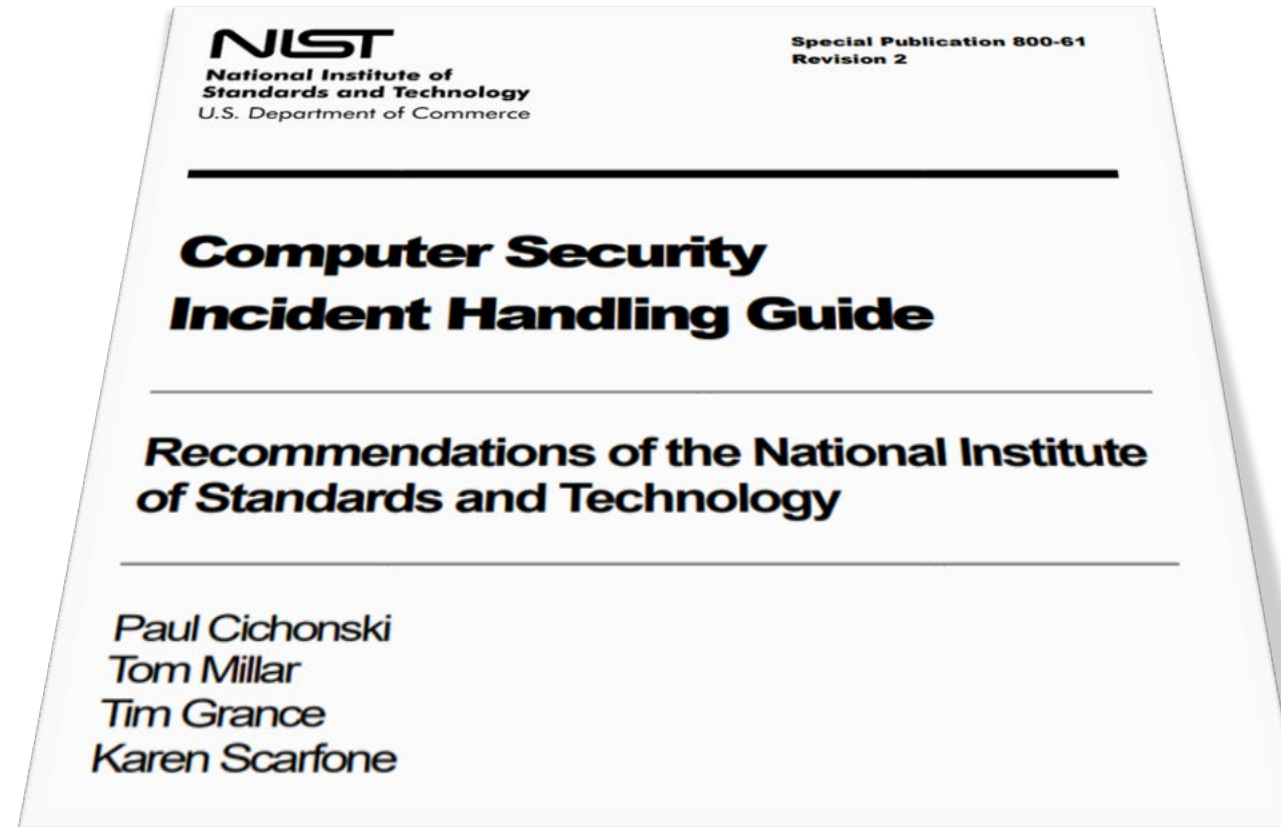 NIST
National Institute of
Standards and Technology
U.S. Department of Commerce
Special Publication 800-61
Revision 2
Computer Security
Incident Handling Guide
Recommendations of the National Institute
of Standards and Technology
Paul Cichonski
Tom Millar
Tim Grance
Karen Scarfone